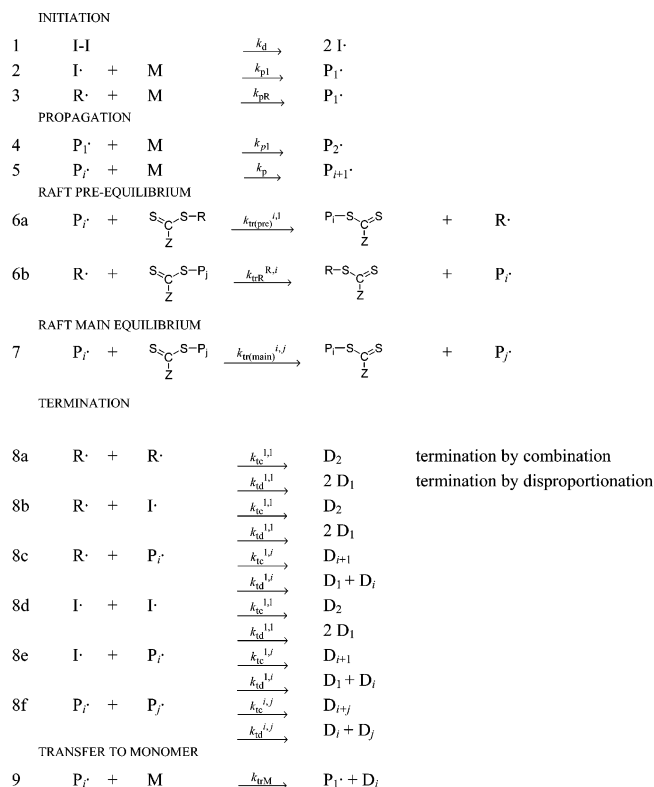 INITIATION
1 I-I kd 2 I·
2 I· + M kp1 P1·
3 R· + M kpR P1·
PROPAGATION
4 P1· + M kp1 P2·
5 Pi· + M kp Pi+1·
RAFT PRE-EQUILIBRIUM
6a Pi· + S C S–R Z ktr(pre)i,1 Pi–S C S Z + R·
6b R· + S C S–Pj Z ktrRR,i R–S C S Z + Pi·
RAFT MAIN EQUILIBRIUM
7 Pi· + S C S–Pj Z ktr(main)i,j Pi–S C S Z + Pj·
TERMINATION
8a R· + R· ktc1,1 D2 termination by combination
ktd1,1 2 D1 termination by disproportionation
8b R· + I· ktc1,1 D2
ktd1,1 2 D1
8c R· + Pi· ktc1,i Di+1
ktd1,i D1 + Di
8d I· + I· ktc1,1 D2
ktd1,1 2 D1
8e I· + Pi· ktc1,i Di+1
ktd1,i D1 + Di
8f Pi· + Pj· ktci,j Di+j
ktdi,j Di + Dj
TRANSFER TO MONOMER
9 Pi· + M ktrM P1· + Di